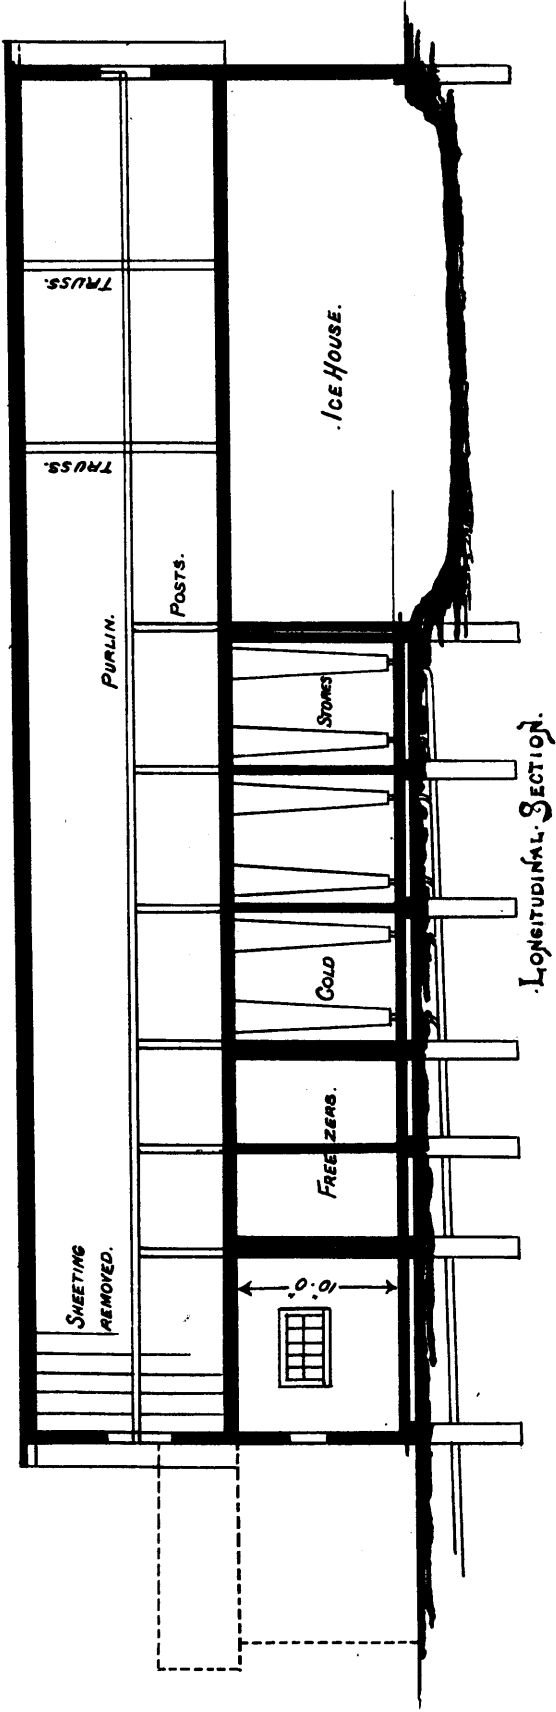 SHEETING
REMOVED.
PURLIN.
TRUSS.
TRUSS.
POSTS.
10'.0"
FREEZERS.
COLD
STORES
.ICE HOUSE.
.LONGITUDINAL.SECTION.